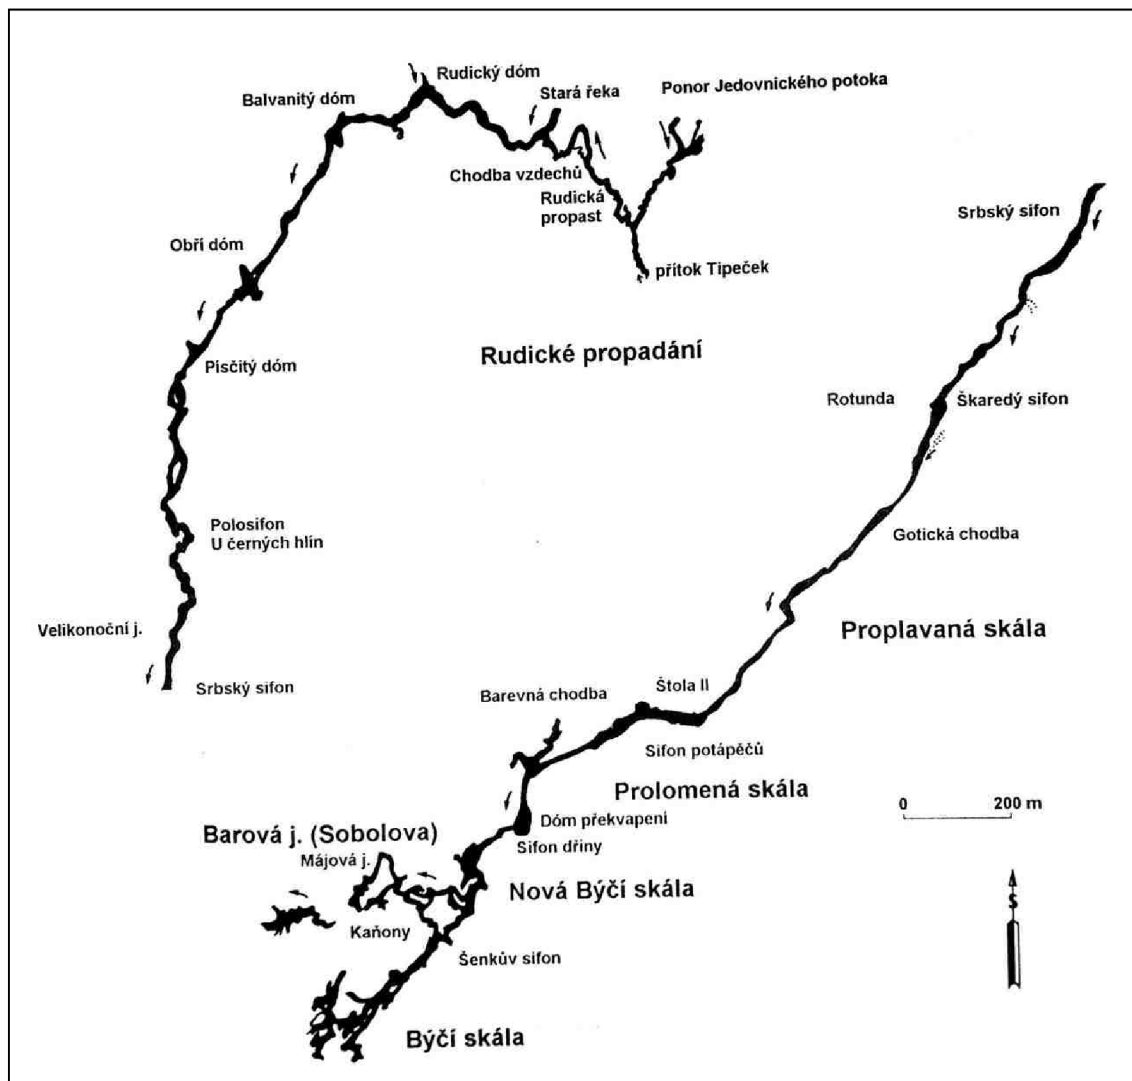 Rudický dóm
Balvanitý dóm
Stará řeka
Ponor Jedovnického potoka
Chodba vzdechů
Rudická
propast
Srbský sifon
Obří dóm
přítok Tipeček
Rudické propadání
Pisčitý dóm
Rotunda
Škaredý sifon
Polosifon
U černých hlín
Gotická chodba
Velikonoční j.
Proplavaná skála
Srbský sifon
Štola II
Barevná chodba
Sifon potápěčů
Prolomená skála
0 200 m
Dóm překvapení
Barová j. (Sobolova)
Sifon dřiny
Májová j.
Nová Býčí skála
S
Kaňony
Šenkův sifon
Býčí skála